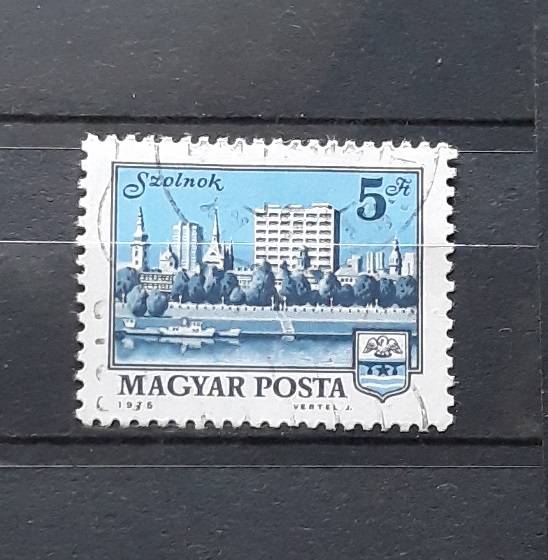 Szolnok
5 Ft
MAGYAR POSTA
1975
VERTEL J.